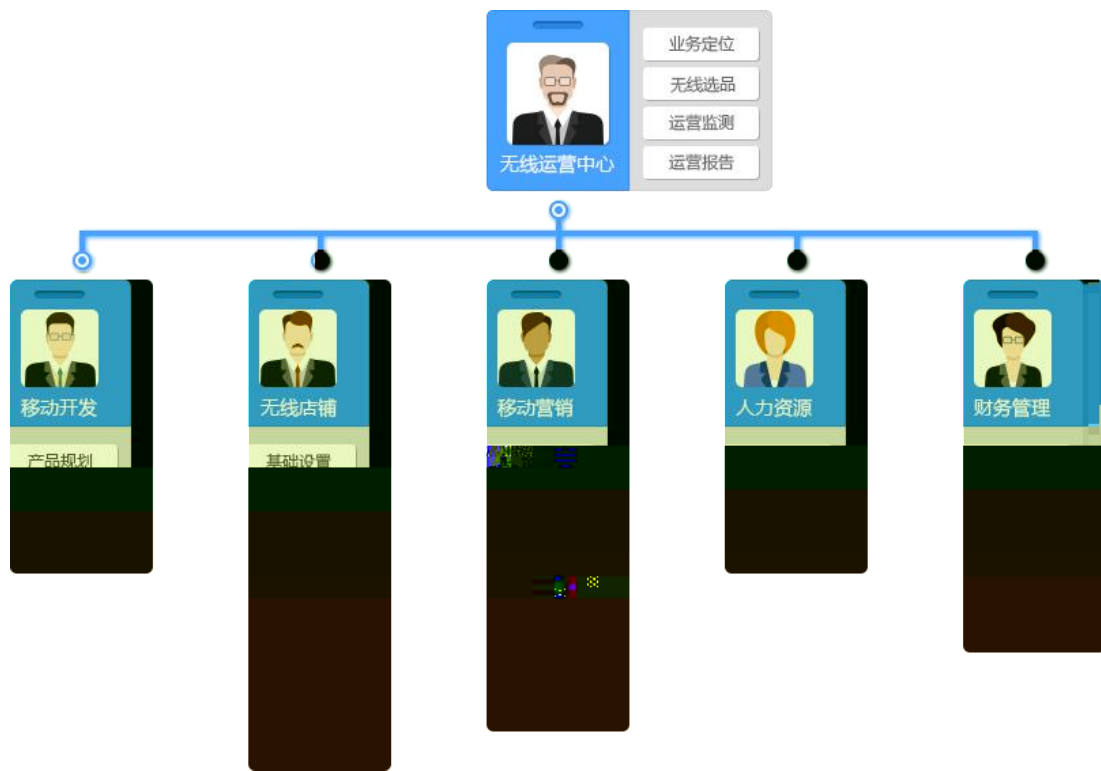 业务定位
无线选品
运营监测
运营报告
无线运营中心
移动开发
无线店铺
移动营销
人力资源
财务管理
产品规划
基础设置